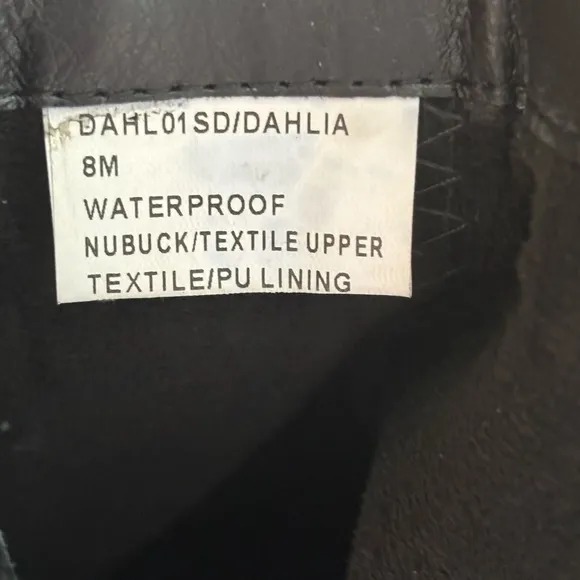 DAHL01SD/DAHLIA
8M
WATERPROOF
NUBUCK/TEXTILE UPPER
TEXTILE/PU LINING